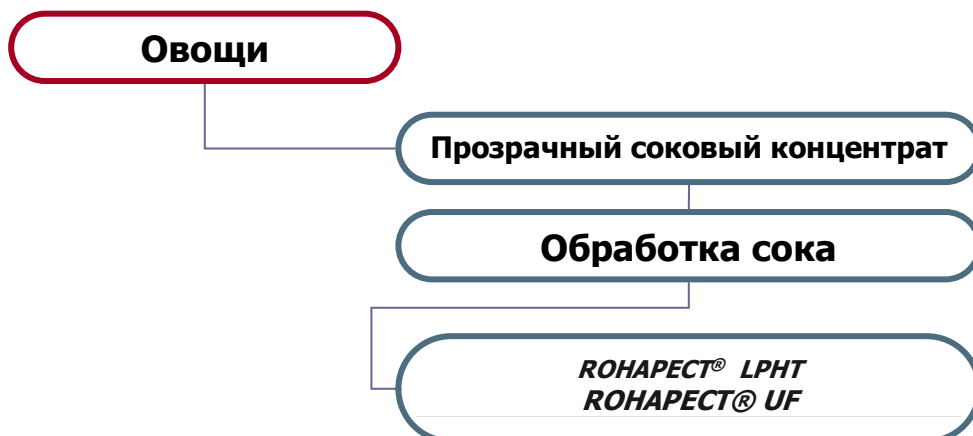 Овощи
Прозрачный соковый концентрат
Обработка сока
ROHAPECT® LPHT
ROHAPECT® UF